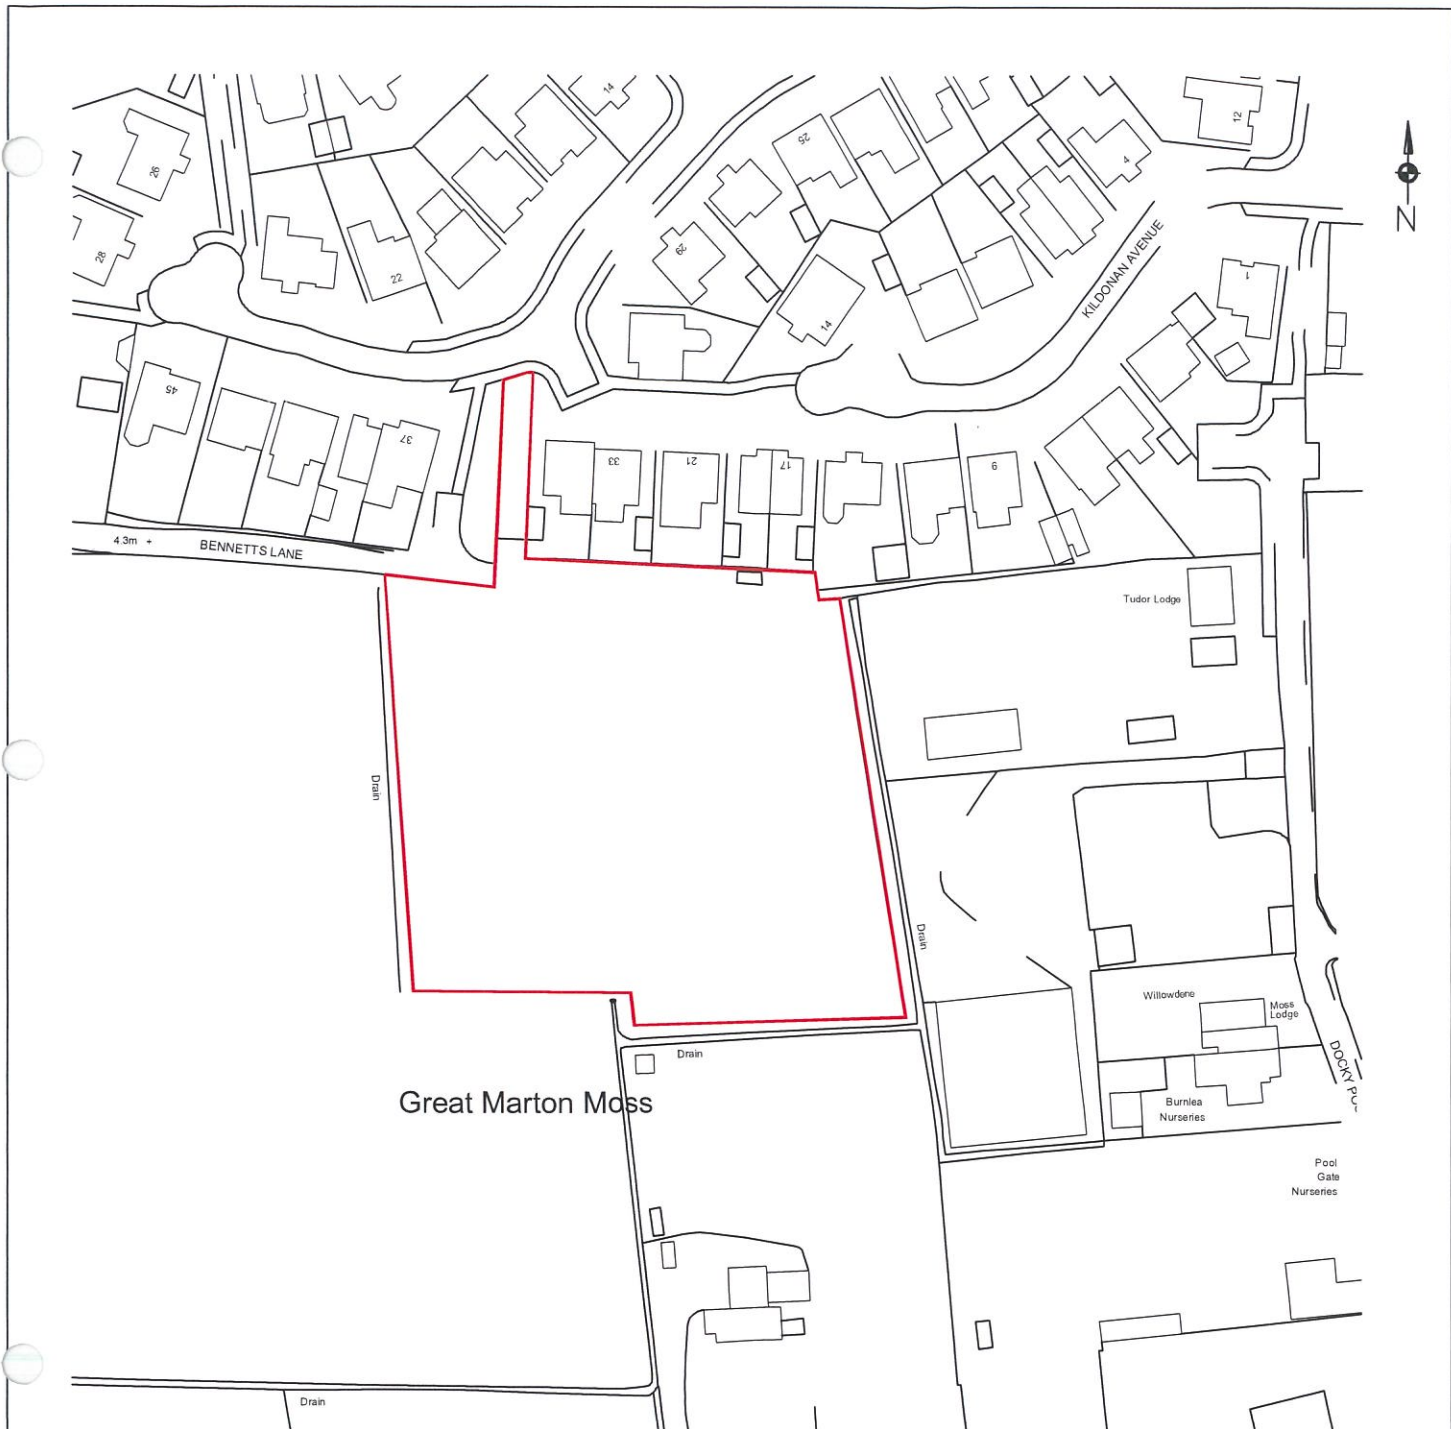 14
12
26
25
4
28
22
29
14
N
KILDONAN AVENUE
1
45
37
33
21
17
9
4.3m +
BENNETTS LANE
Tudor Lodge
Drain
Drain
Willowdene
Moss
Lodge
Drain
DOCKY
Great Marton Moss
Burnlea
Nurseries
Pool
Gate
Nurseries
Drain